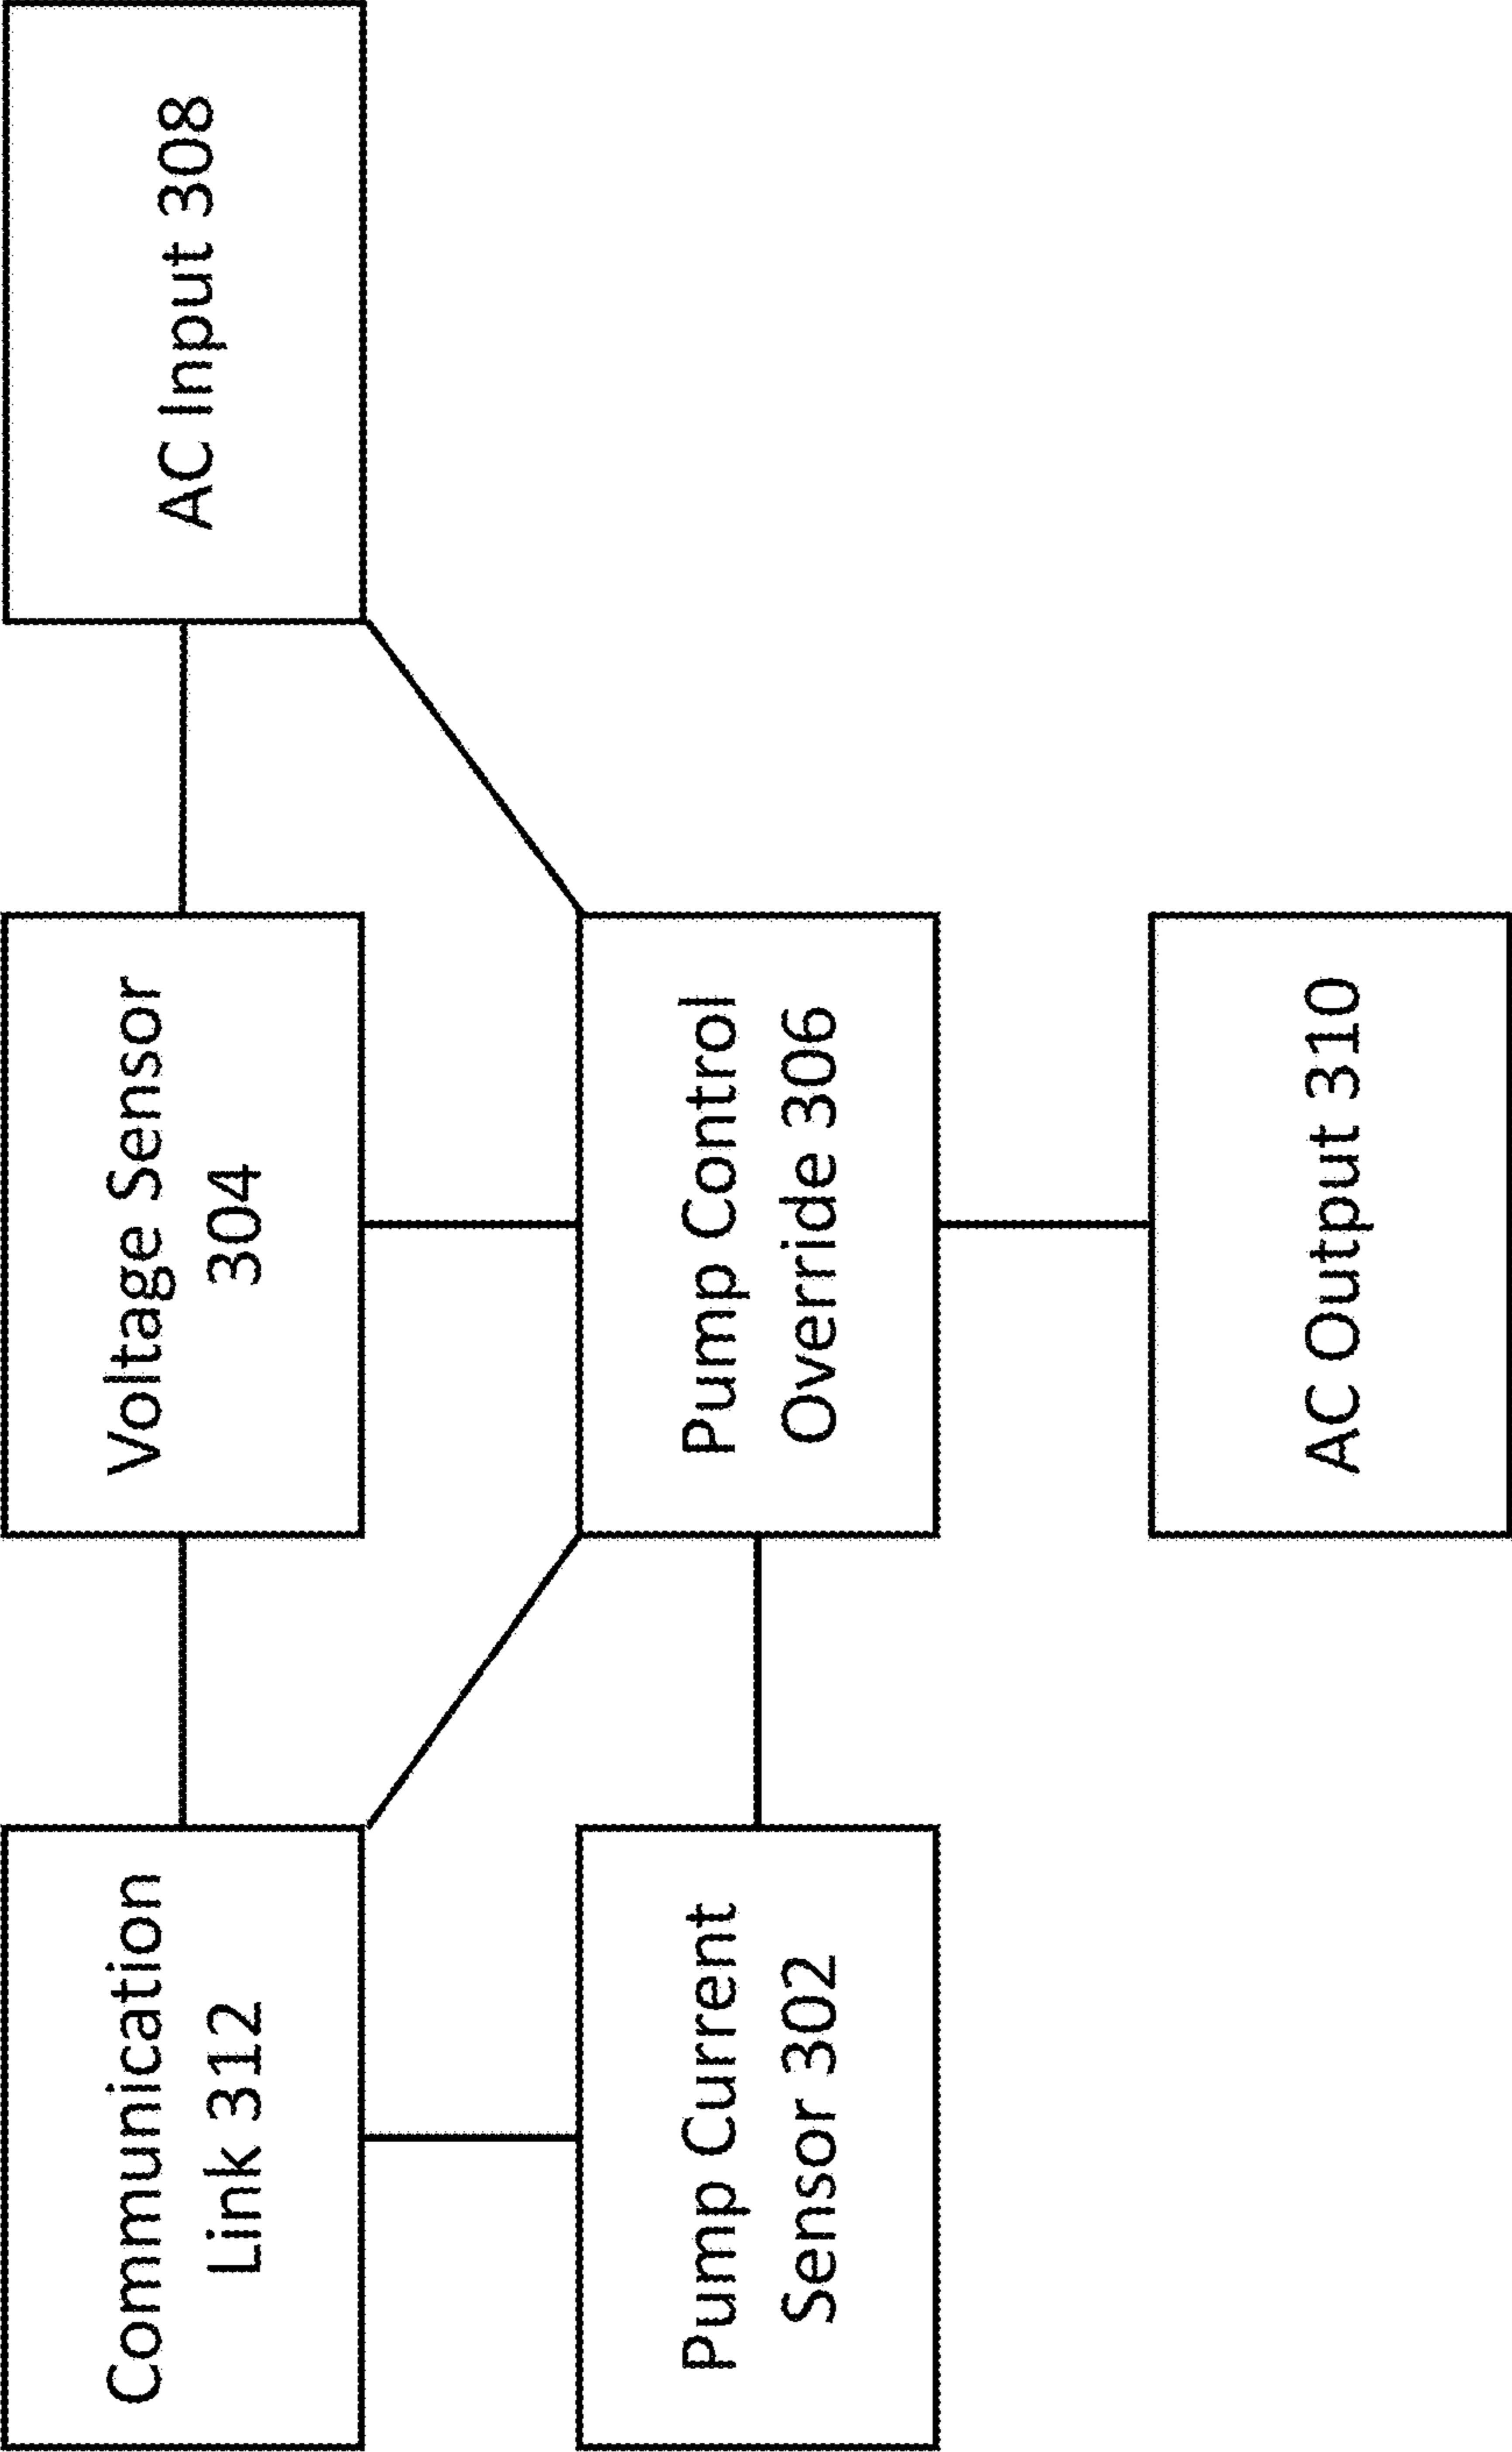 Communication
Link 312
Voltage Sensor
304
AC Input 308
Pump Current
Sensor 302
Pump Control
Override 306
AC Output 310